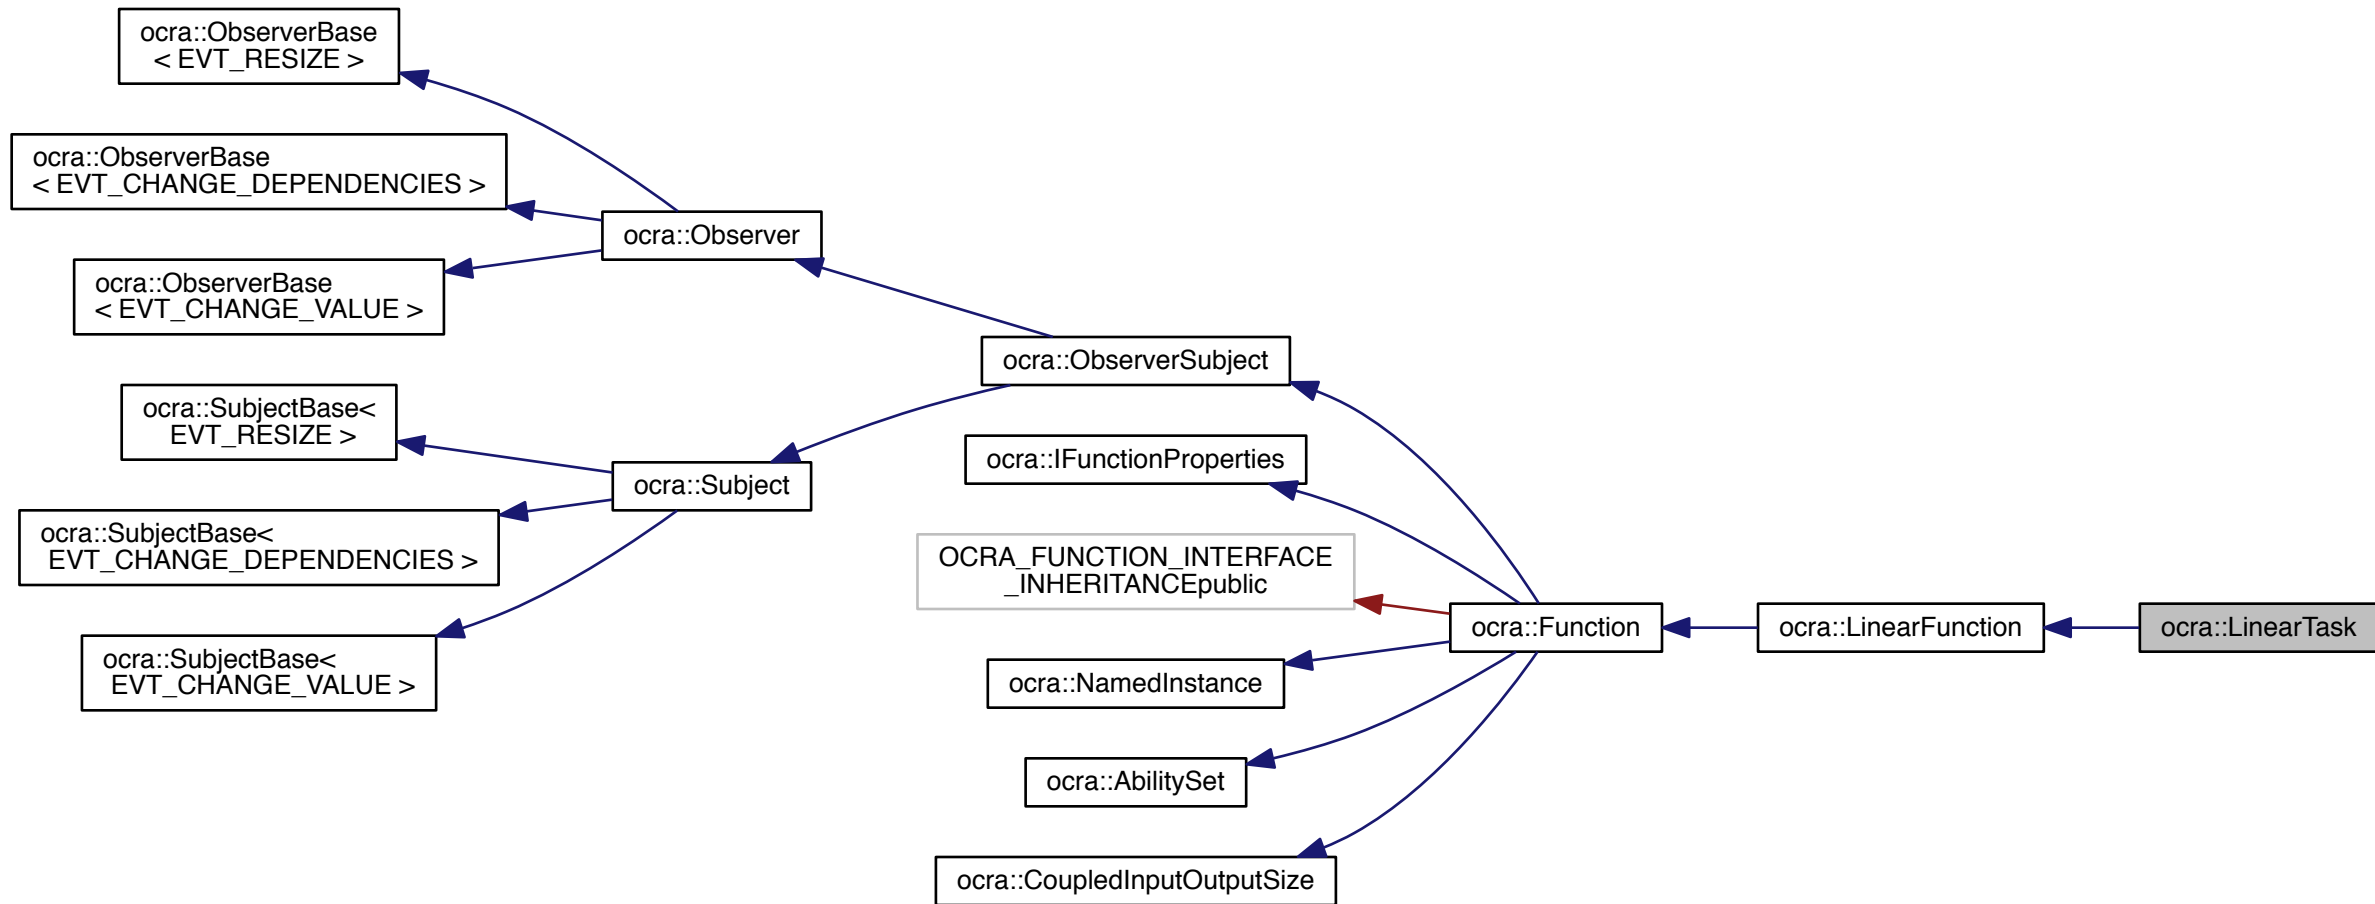 ocra::ObserverBase
< EVT_RESIZE >
ocra::ObserverBase
< EVT_CHANGE_DEPENDENCIES >
ocra::ObserverBase
< EVT_CHANGE_VALUE >
ocra::SubjectBase<
EVT_RESIZE >
ocra::SubjectBase<
EVT_CHANGE_DEPENDENCIES >
ocra::SubjectBase<
EVT_CHANGE_VALUE >
ocra::Observer
ocra::Subject
ocra::ObserverSubject
ocra::IFunctionProperties
OCRA_FUNCTION_INTERFACE
_INHERITANCEpublic
ocra::NamedInstance
ocra::AbilitySet
ocra::CoupledInputOutputSize
ocra::Function
ocra::LinearFunction
ocra::LinearTask